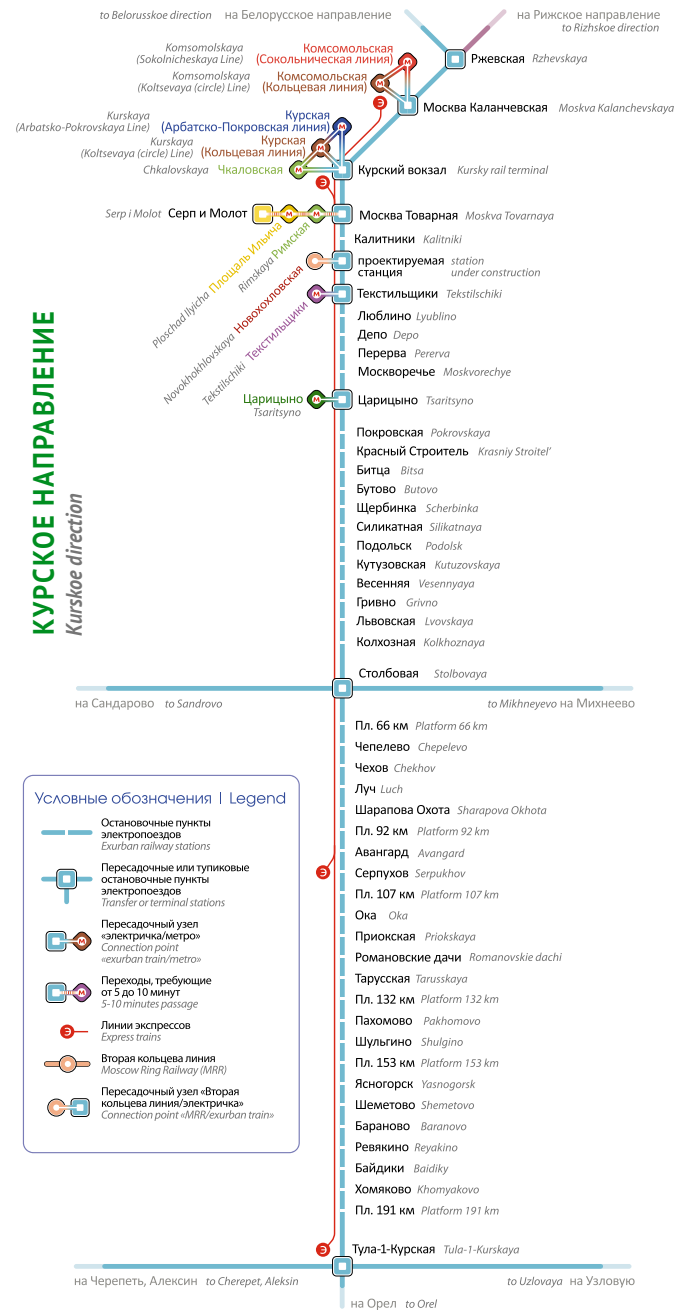 to Belorusskoe direction на Белорусское направление
на Рижское направление
to Rizhskoe direction
Ржевская Rzhevskaya
Komsomolskaya
(Sokolnicheskaya Line)
Комсомольская
(Сокольническая линия)
Komsomolskaya
(Koltsevaya (circle) Line)
Комсомольская
(Кольцевая линия)
М
М
Э
Москва Каланчевская Moskva Kalanchevskaya
Kurskaya
(Arbatsko-Pokrovskaya Line)
Курская
(Арбатско-Покровская линия)
Kurskaya
(Koltsevaya (circle) Line)
Курская
(Кольцевая линия)
Chkalovskaya Чкаловская
М
М
М
Э
Курский вокзал Kursky rail terminal
Serp i Molot Серп и Молот
М
М
Москва Товарная Moskva Tovarnaya
Ploschad Ilyicha Площаль Ильича
Rimskaya Римская
Калитники Kalitniki
проектируемая
станция
station
under construction
Novokhokhlovskaya Новохохловская
М
Текстильщики Tekstilschiki
Tekstilschiki Текстильщики
Люблино Lyublino
Депо Depo
Перерва Pererva
Москворечье Moskvorechye
Царицыно
Tsaritsyno
М
Царицыно Tsaritsyno
Покровская Pokrovskaya
Красный Строитель Krasniy Stroitel'
Битца Bitsa
Бутово Butovo
Щербинка Scherbinka
Силикатная Silikatnaya
Подольск Podolsk
Кутузовская Kutuzovskaya
Весенняя Vesennyaya
Гривно Grivno
Львовская Lvovskaya
Колхозная Kolkhoznaya
Столбовая Stolbovaya
КУРСКОЕ НАПРАВЛЕНИЕ
Kurskoe direction
на Сандарово to Sandrovo
to Mikhneyevo на Михнеево
Пл. 66 км Platform 66 km
Чепелево Chepelevo
Чехов Chekhov
Луч Luch
Шарапова Охота Sharapova Okhota
Пл. 92 км Platform 92 km
Авангард Avangard
Э
Серпухов Serpukhov
Пл. 107 км Platform 107 km
Ока Oka
Приокская Priokskaya
Романовские дачи Romanovskie dachi
Тарусская Tarusskaya
Пл. 132 км Platform 132 km
Пахомово Pakhomovo
Шульгино Shulgino
Пл. 153 км Platform 153 km
Ясногорск Yasnogorsk
Шеметово Shemetovo
Бараново Baranovo
Ревякино Reyakino
Байдики Baidiky
Хомяково Khomyakovo
Пл. 191 км Platform 191 km
Э
Тула-1-Курская Tula-1-Kurskaya
на Черепеть, Алексин to Cherepet, Aleksin
to Uzlovaya на Узловую
на Орел to Orel
Условные обозначения | Legend
Остановочные пункты
электропоездов
Exurban railway stations
Пересадочные или тупиковые
остановочные пункты
электропоездов
Transfer or terminal stations
М
Пересадочный узел
«электричка/метро»
Connection point
«exurban train/metro»
М
Переходы, требующие
от 5 до 10 минут
5-10 minutes passage
Э
Линии экспрессов
Express trains
Вторая кольцева линия
Moscow Ring Railway (MRR)
Пересадочный узел «Вторая
кольцева линия/электричка»
Connection point «MRR/exurban train»